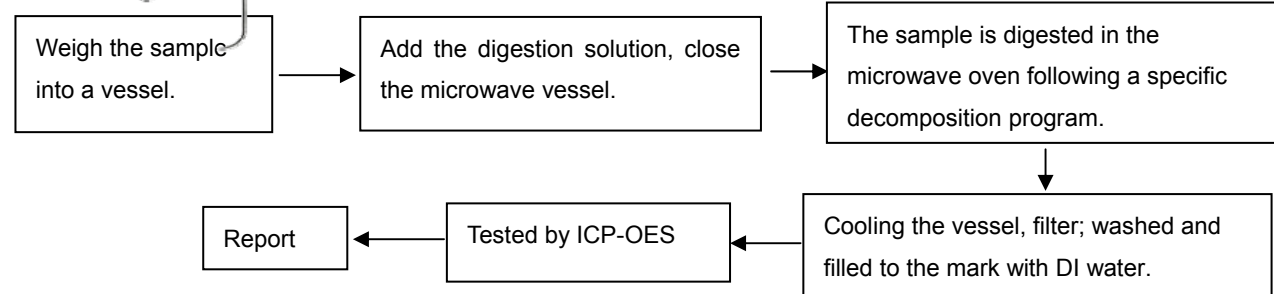 Weigh the sample
into a vessel.
Add the digestion solution, close
the microwave vessel.
The sample is digested in the
microwave oven following a specific
decomposition program.
Cooling the vessel, filter; washed and
filled to the mark with DI water.
Tested by ICP-OES
Report